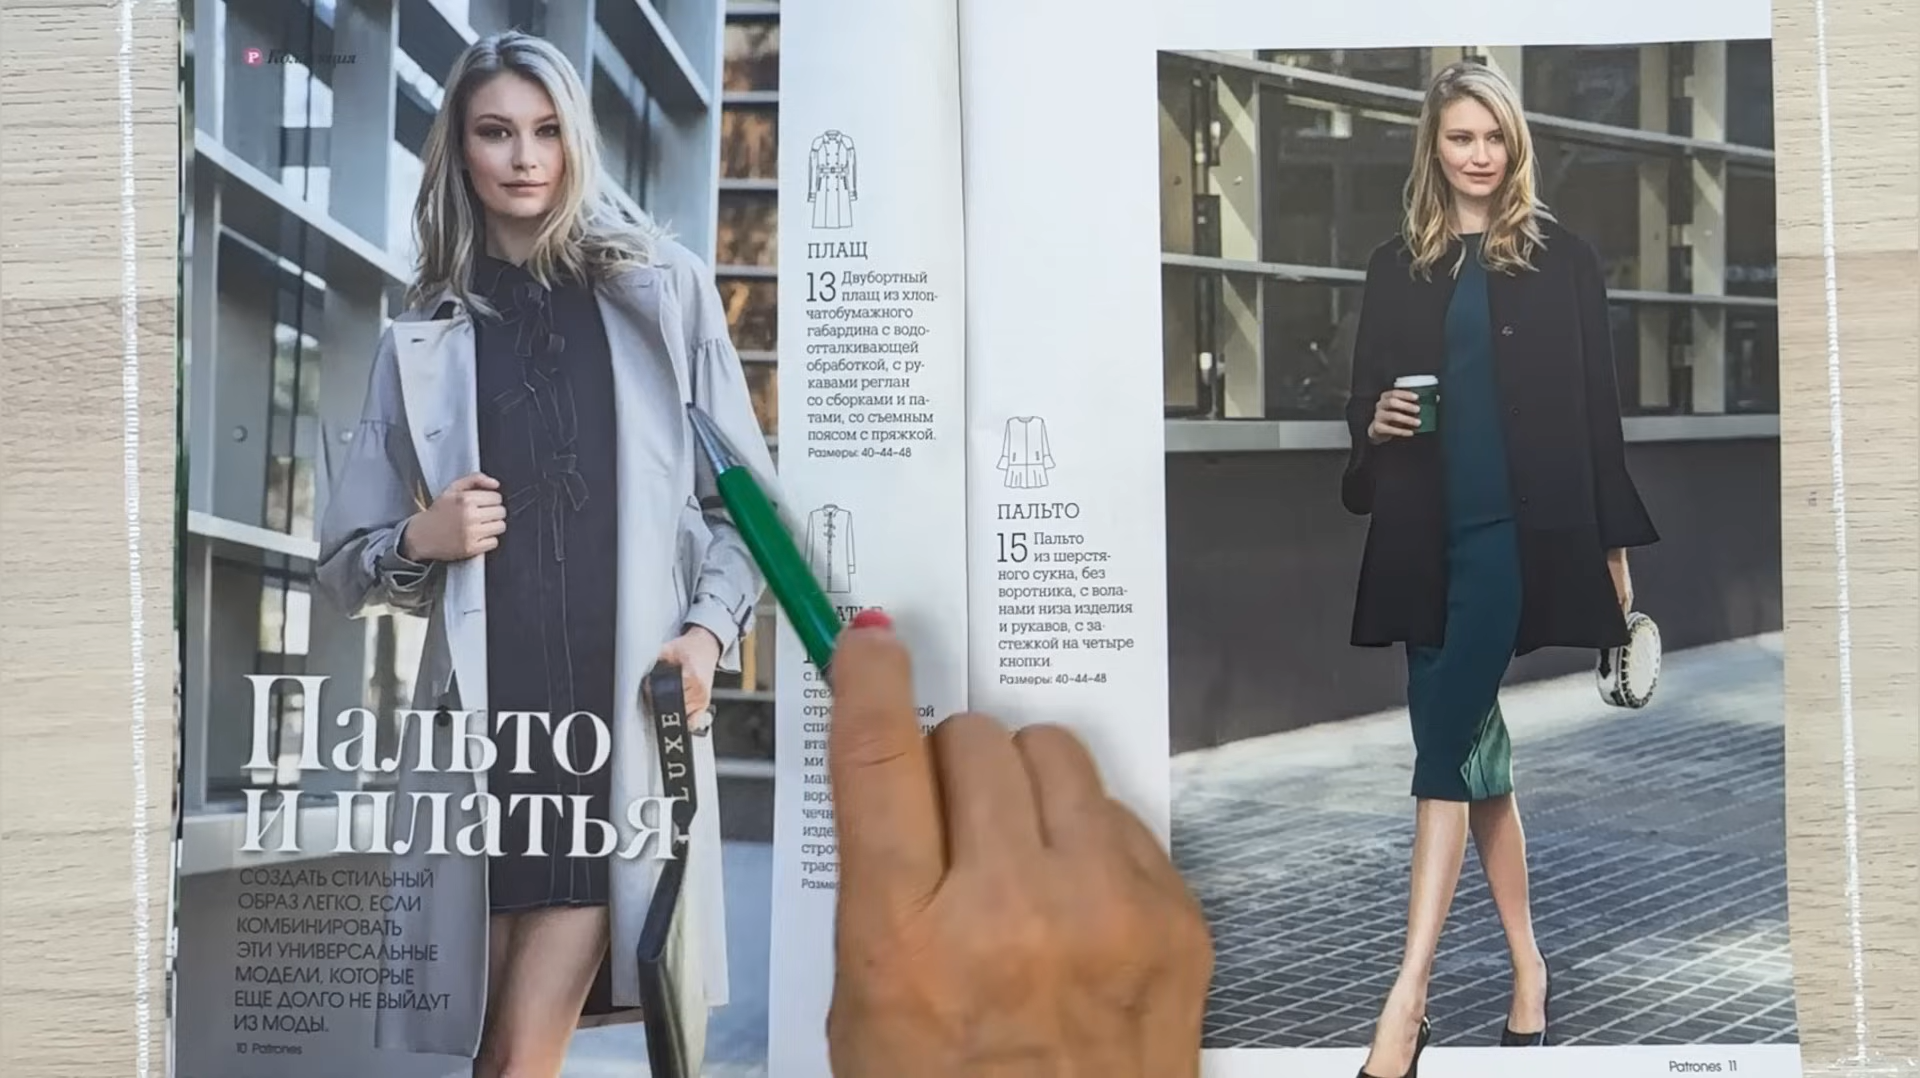 P Коллекция
Пальто
и платья
СОЗДАТЬ СТИЛЬНЫЙ
ОБРАЗ ЛЕГКО, ЕСЛИ
КОМБИНИРОВАТЬ
ЭТИ УНИВЕРСАЛЬНЫЕ
МОДЕЛИ, КОТОРЫЕ
ЕЩЕ ДОЛГО НЕ ВЫЙДУТ
ИЗ МОДЫ.
10 Patrones
LUXE
ПЛАЩ
13 Двубортный
плащ из хлоп-
чатобумажного
габардина с водо-
отталкивающей
обработкой, с ру-
кавами реглан
со сборками и па-
тами, со съемным
поясом с пряжкой.
Размеры: 40-44-48
ПАЛЬТО
15 Пальто
из шерстя-
ного сукна, без
воротника, с вола-
нами низа изделия
и рукавов, с за-
стежкой на четыре
кнопки.
Размеры: 40-44-48
Patrones 11